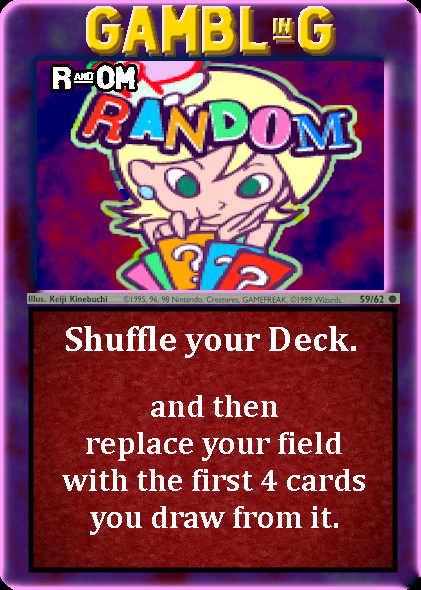 GAMBLING
RANDOM
RANDOM
? ? ?
Illus. Keiji Kinebuchi ©1995, 96, 98 Nintendo, Creatures, GAMEFREAK. ©1999 Wizards. 59/62 ●
Shuffle your Deck.
and then
replace your field
with the first 4 cards
you draw from it.